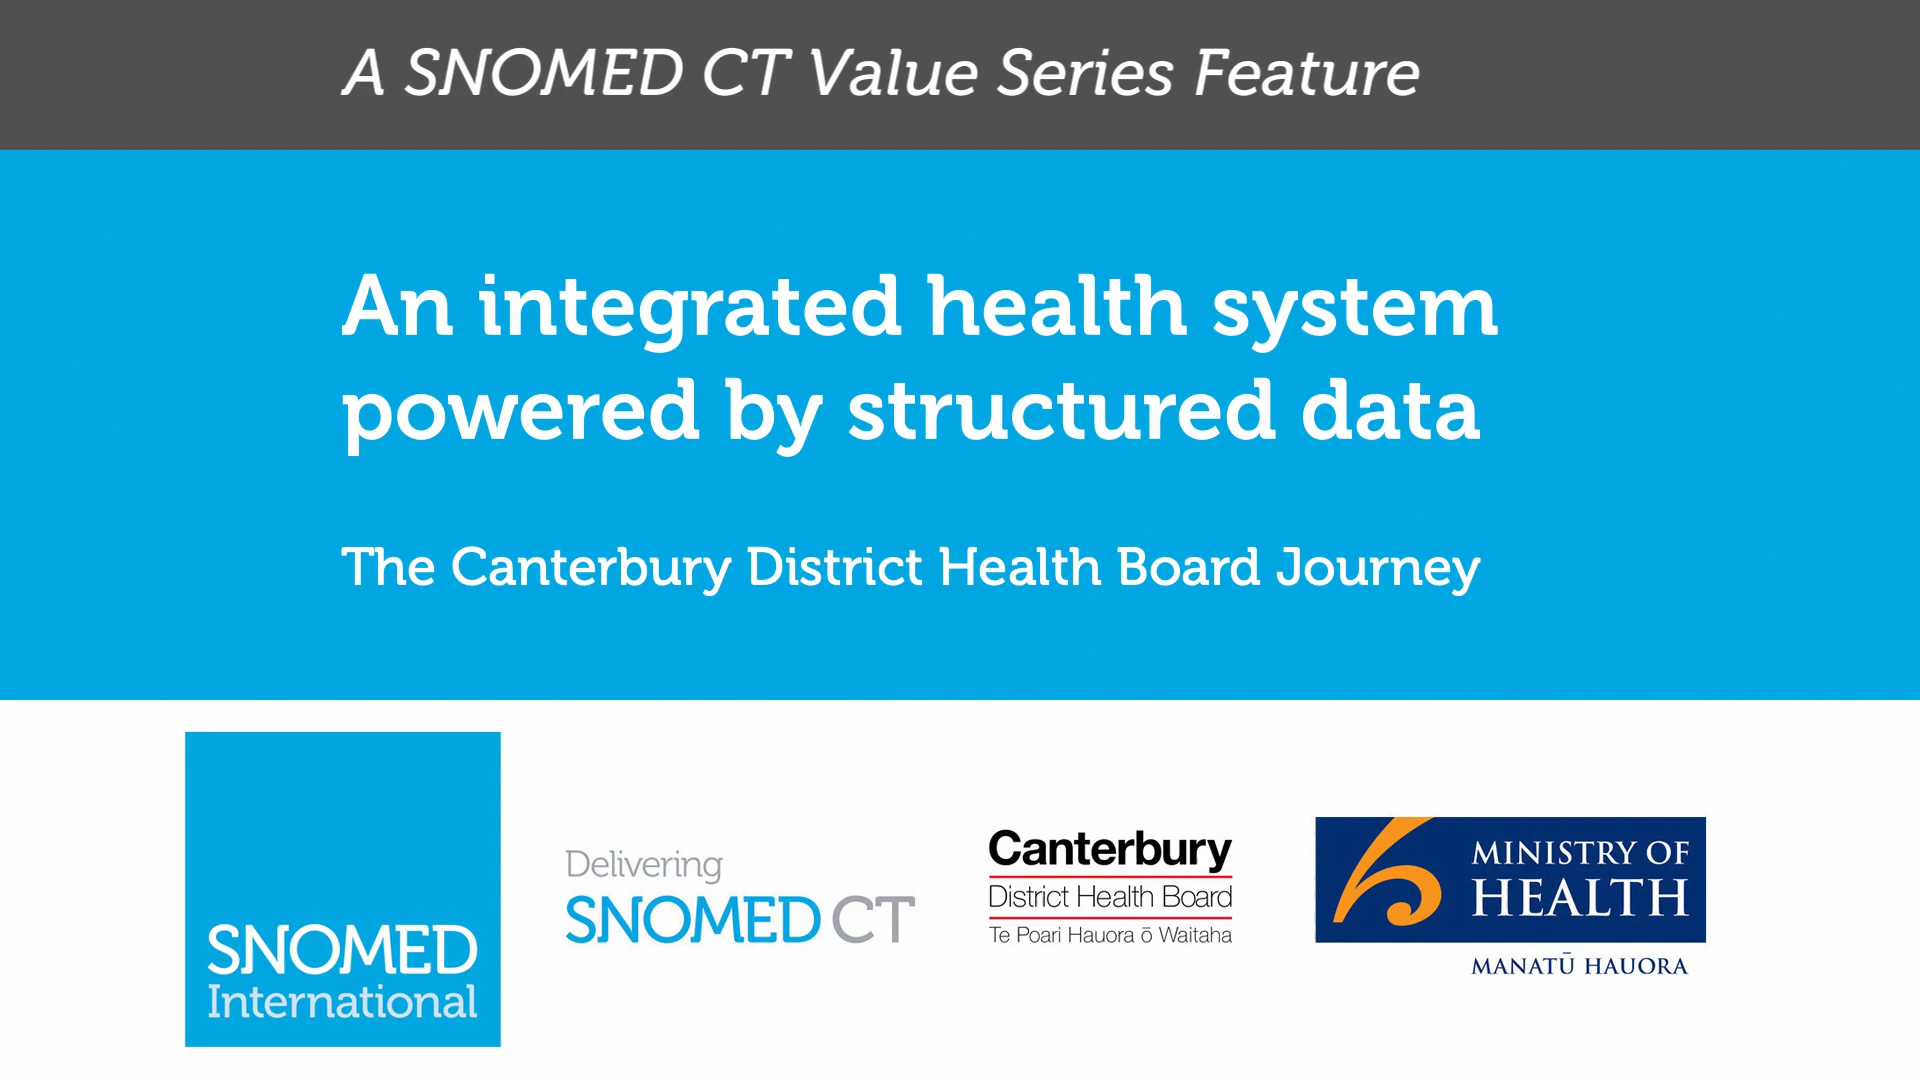 A SNOMED CT Value Series Feature
An integrated health system
powered by structured data
The Canterbury District Health Board Journey
SNOMED
International
Delivering
SNOMED CT
Canterbury
District Health Board
Te Poari Hauora ō Waitaha
MINISTRY OF
HEALTH
MANATŪ HAUORA